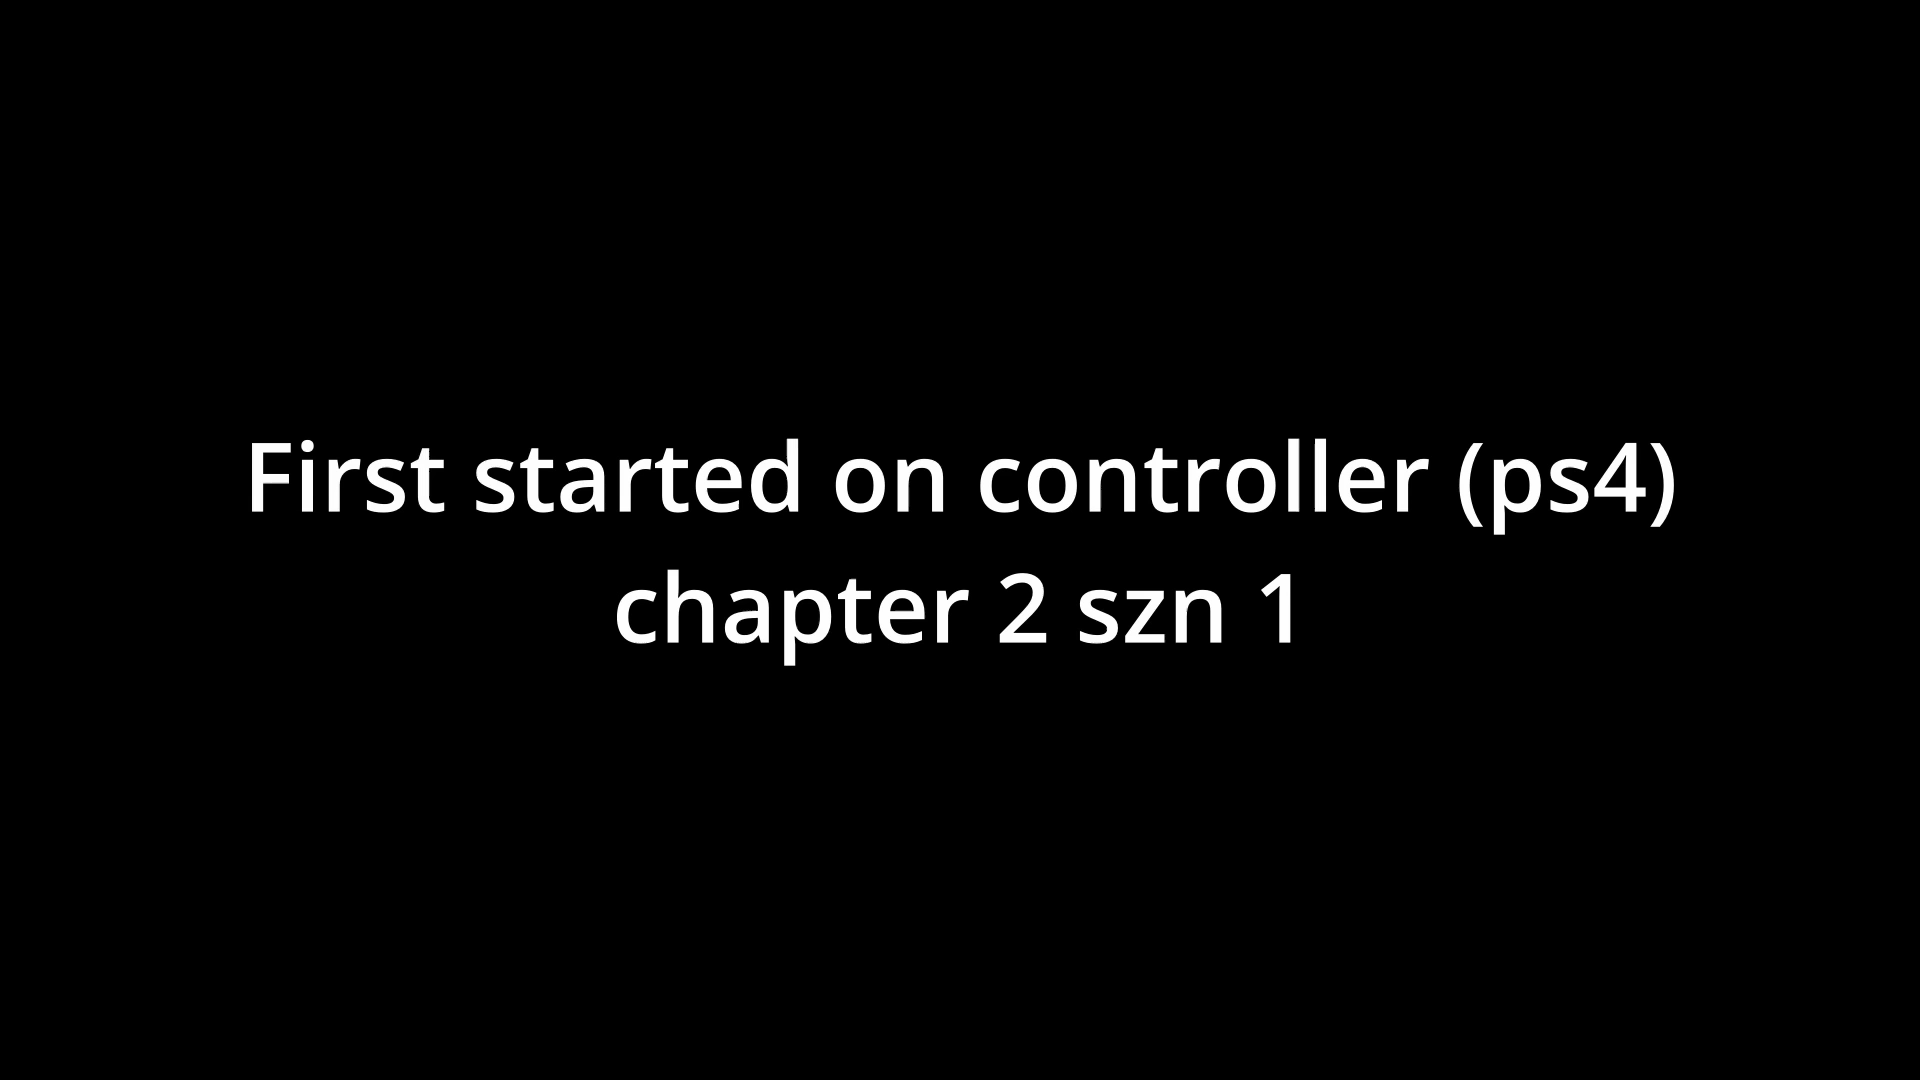 First started on controller (ps4)
chapter 2 szn 1